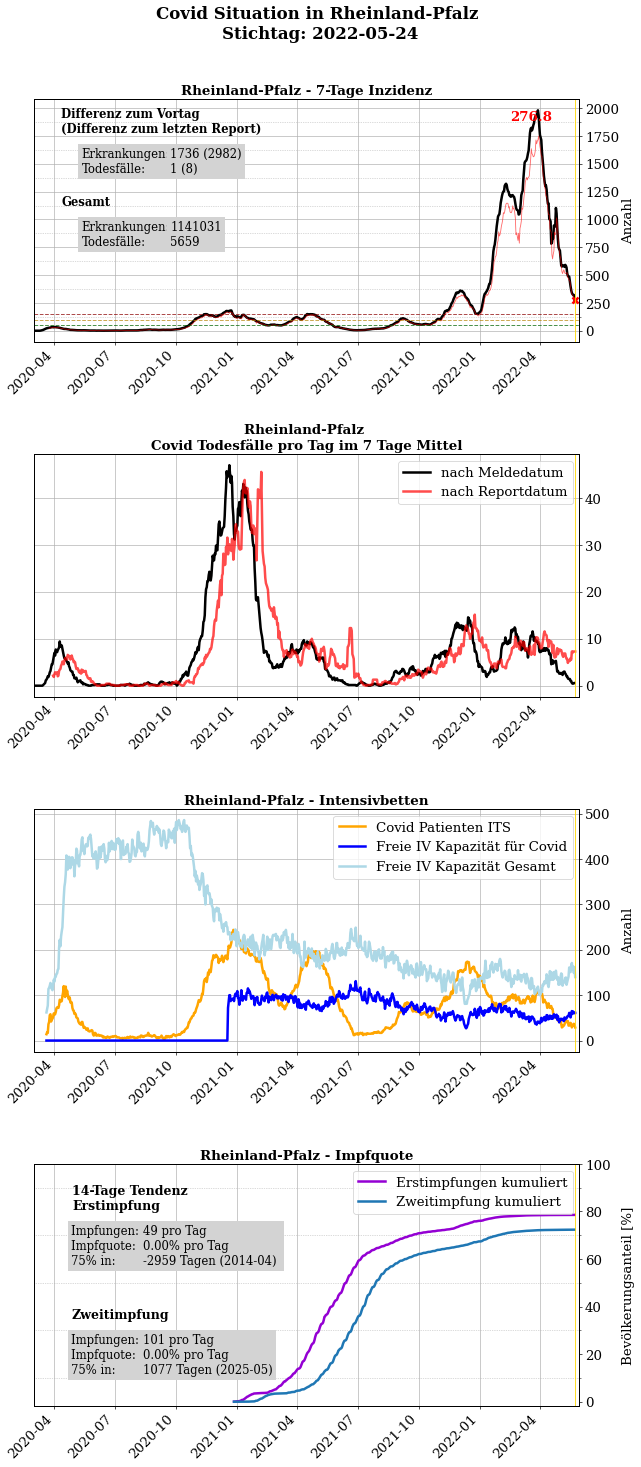 Covid Situation in Rheinland-Pfalz
Stichtag: 2022-05-24
Rheinland-Pfalz - 7-Tage Inzidenz
Differenz zum Vortag
(Differenz zum letzten Report)
Erkrankungen 1736 (2982)
Todesfälle: 1 (8)
Gesamt
Erkrankungen 1141031
Todesfälle: 5659
276.8
2000
1750
1500
1250
1000
750
500
250
0
Anzahl
2020-04
2020-07
2020-10
2021-01
2021-04
2021-07
2021-10
2022-01
2022-04
Rheinland-Pfalz
Covid Todesfälle pro Tag im 7 Tage Mittel
nach Meldedatum
nach Reportdatum
40
30
20
10
0
2020-04
2020-07
2020-10
2021-01
2021-04
2021-07
2021-10
2022-01
2022-04
Rheinland-Pfalz - Intensivbetten
Covid Patienten ITS
Freie IV Kapazität für Covid
Freie IV Kapazität Gesamt
500
400
300
200
100
0
Anzahl
2020-04
2020-07
2020-10
2021-01
2021-04
2021-07
2021-10
2022-01
2022-04
Rheinland-Pfalz - Impfquote
14-Tage Tendenz
Erstimpfung
Impfungen: 49 pro Tag
Impfquote: 0.00% pro Tag
75% in: -2959 Tagen (2014-04)
Zweitimpfung
Impfungen: 101 pro Tag
Impfquote: 0.00% pro Tag
75% in: 1077 Tagen (2025-05)
Erstimpfungen kumuliert
Zweitimpfung kumuliert
100
80
60
40
20
0
Bevölkerungsanteil [%]
2020-04
2020-07
2020-10
2021-01
2021-04
2021-07
2021-10
2022-01
2022-04